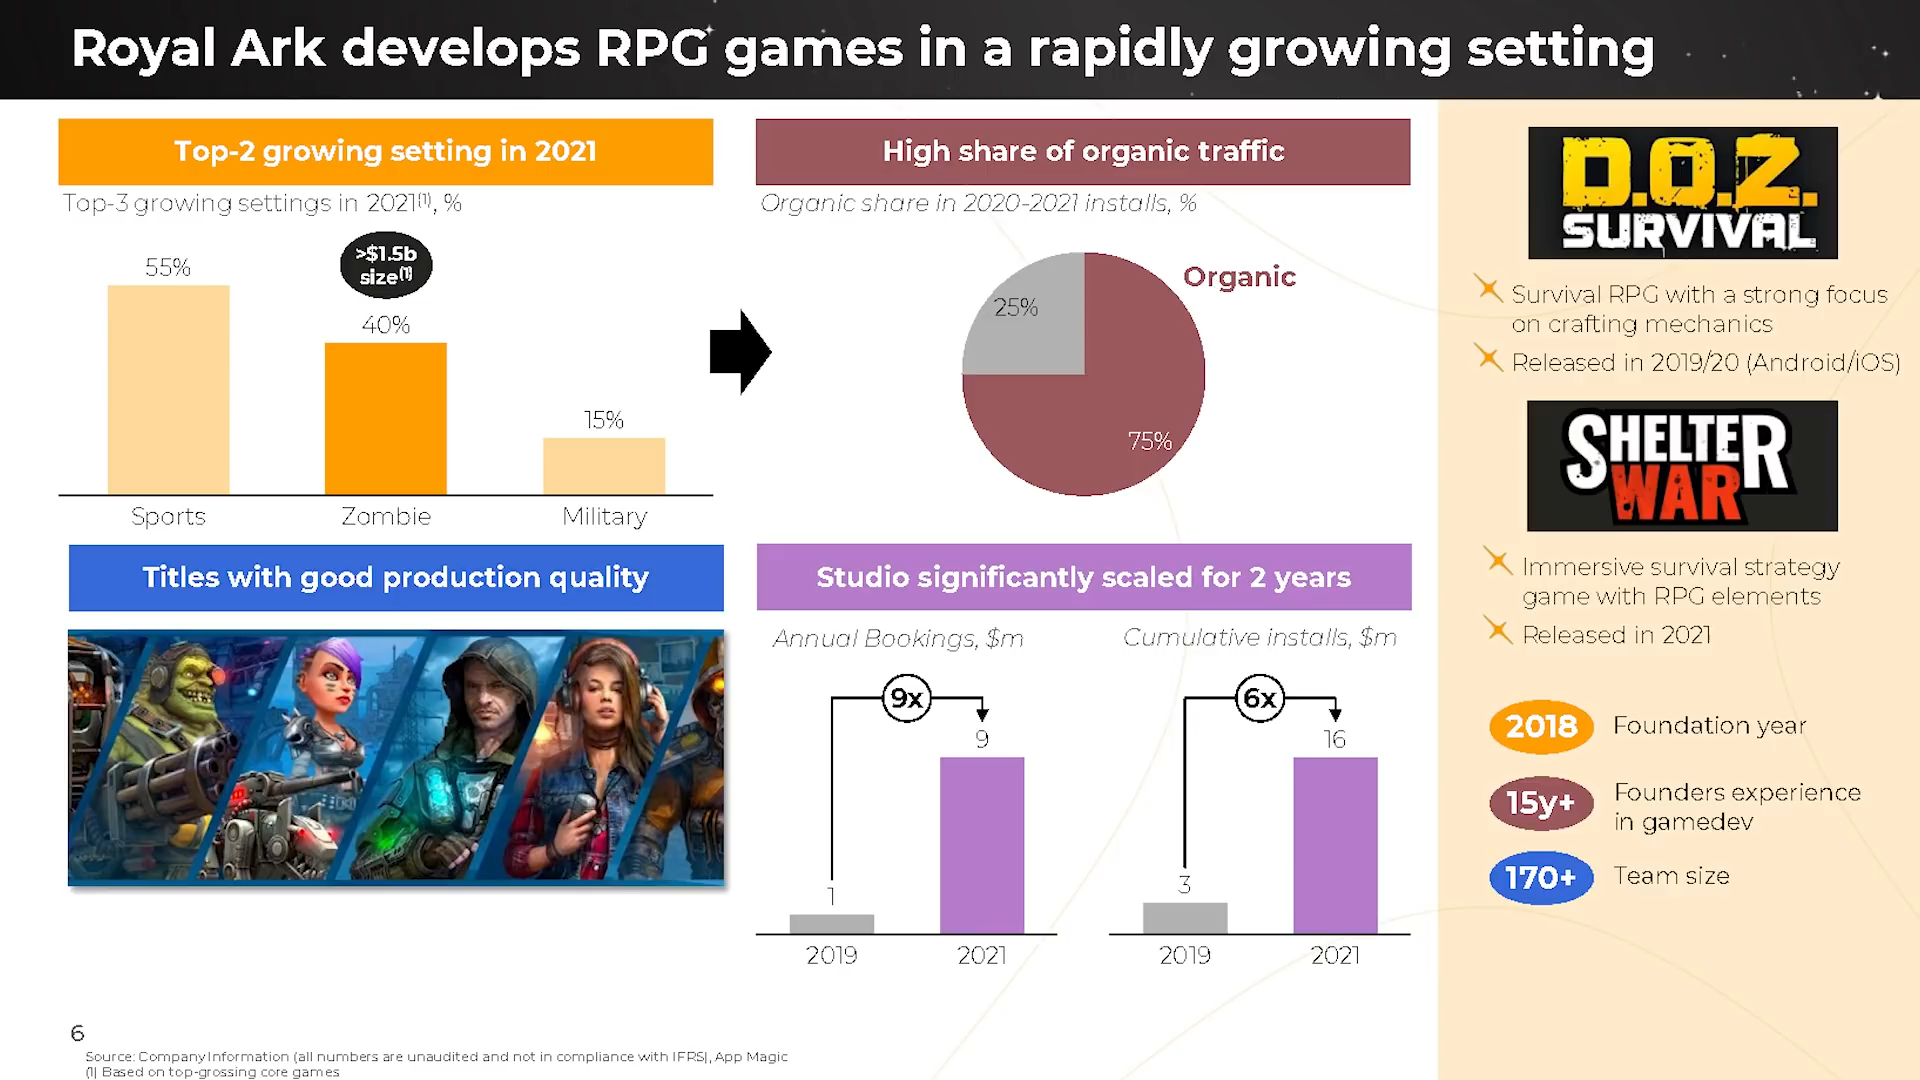 Royal Ark develops RPG games in a rapidly growing setting
Top-2 growing setting in 2021
Top-3 growing settings in 2021(1), %
55%
>$1.5b
size(1)
40%
15%
Sports
Zombie
Military
High share of organic traffic
Organic share in 2020-2021 installs, %
Organic
25%
75%
Titles with good production quality
Studio significantly scaled for 2 years
Annual Bookings, $m
9x
9
1
2019
2021
Cumulative installs, $m
6x
16
3
2019
2021
D.O.Z.
SURVIVAL
Survival RPG with a strong focus
on crafting mechanics
Released in 2019/20 (Android/iOS)
SHELTER
WAR
Immersive survival strategy
game with RPG elements
Released in 2021
2018
Foundation year
15y+
Founders experience
in gamedev
170+
Team size
6
Source: Company Information (all numbers are unaudited and not in compliance with IFRS), App Magic
(1) Based on top-grossing core games